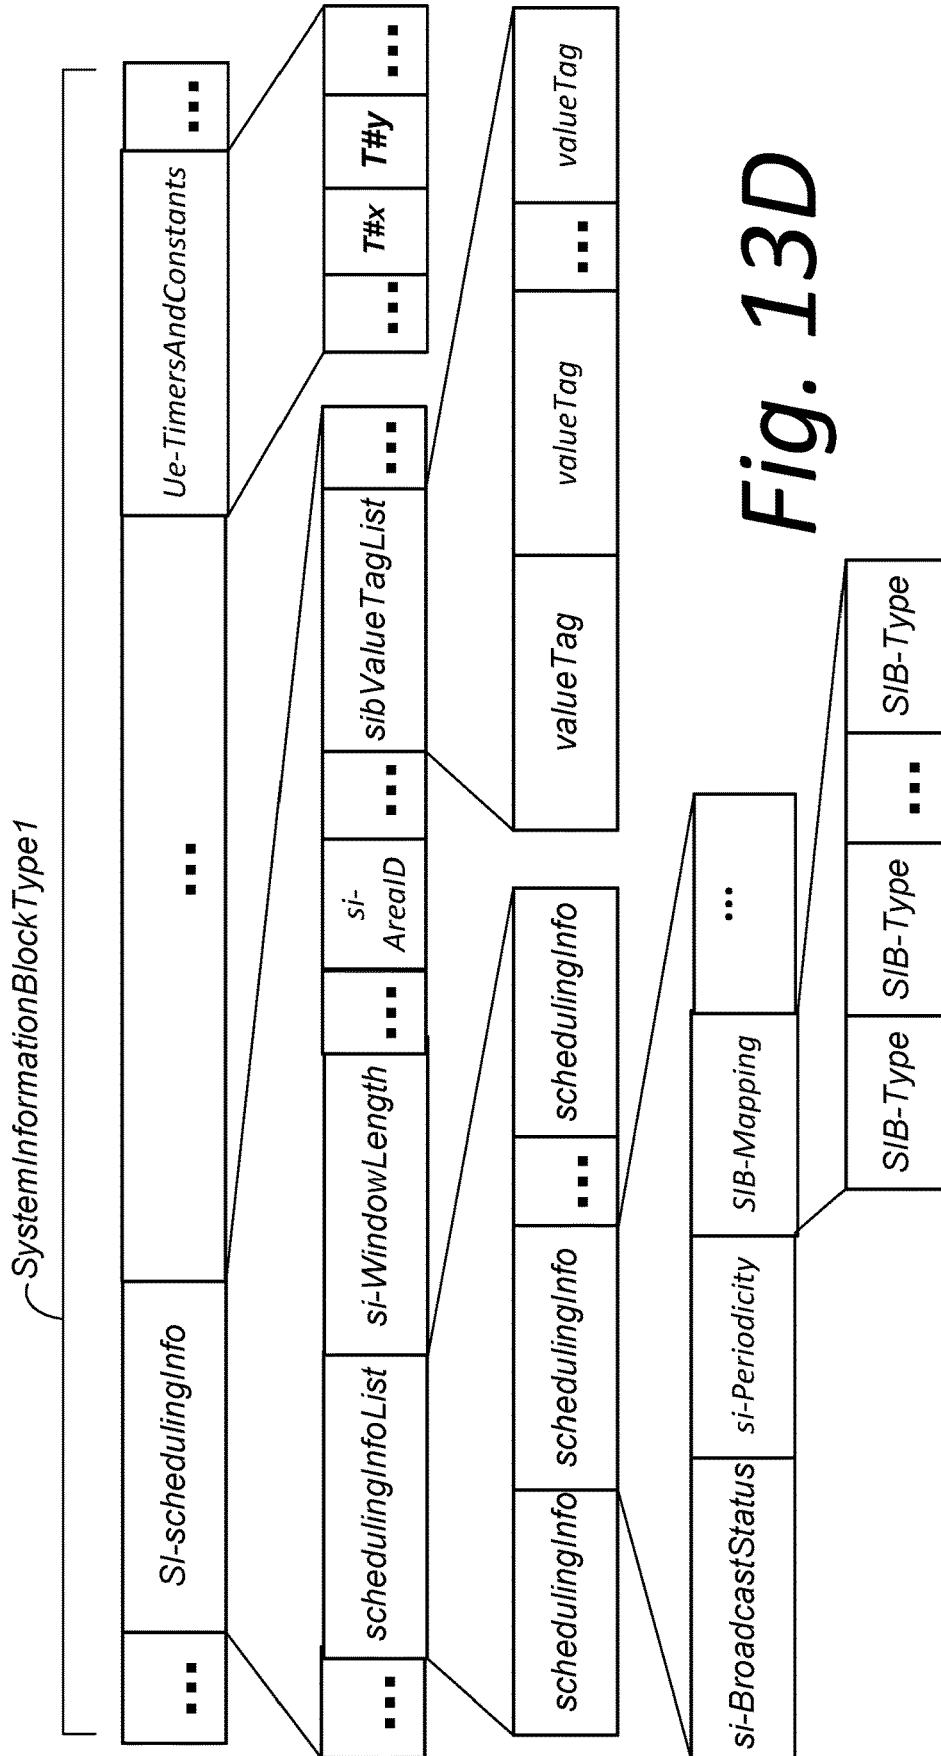 SystemInformationBlockType1
... SI-schedulingInfo ... Ue-TimersAndConstants ...
... schedulingInfoList si-WindowLength ... si-
AreaID ... sibValueTagList ...
... T#x T#y ...
schedulingInfo schedulingInfo ... schedulingInfo
valueTag valueTag ... valueTag
si-BroadcastStatus si-Periodicity SIB-Mapping ...
SIB-Type SIB-Type ... SIB-Type
Fig. 13D